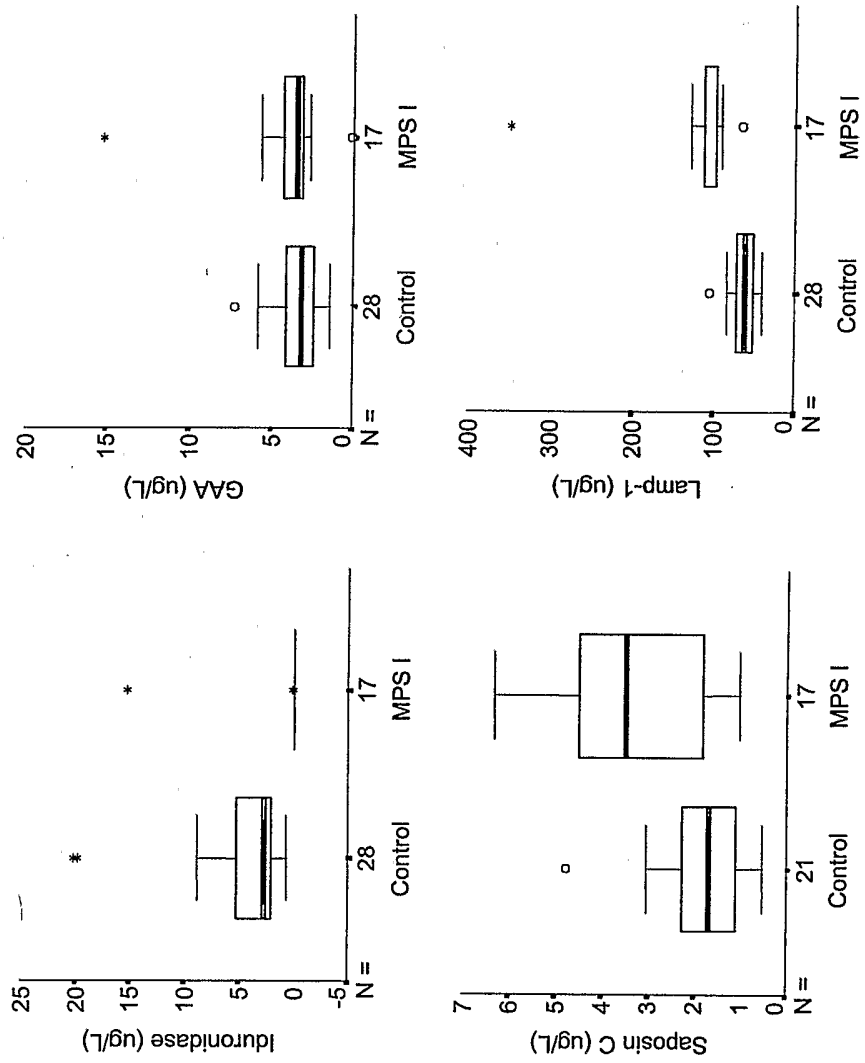 Iduronidase (ug/L)
25
20
15
10
5
0
-5
N =
28
17
Control
MPS I
GAA (ug/L)
20
15
10
5
0
N =
28
17
Control
MPS I
Saposin C (ug/L)
7
6
5
4
3
2
1
0
N =
21
17
Control
MPS I
Lamp-1 (ug/L)
400
300
200
100
0
N =
28
17
Control
MPS I